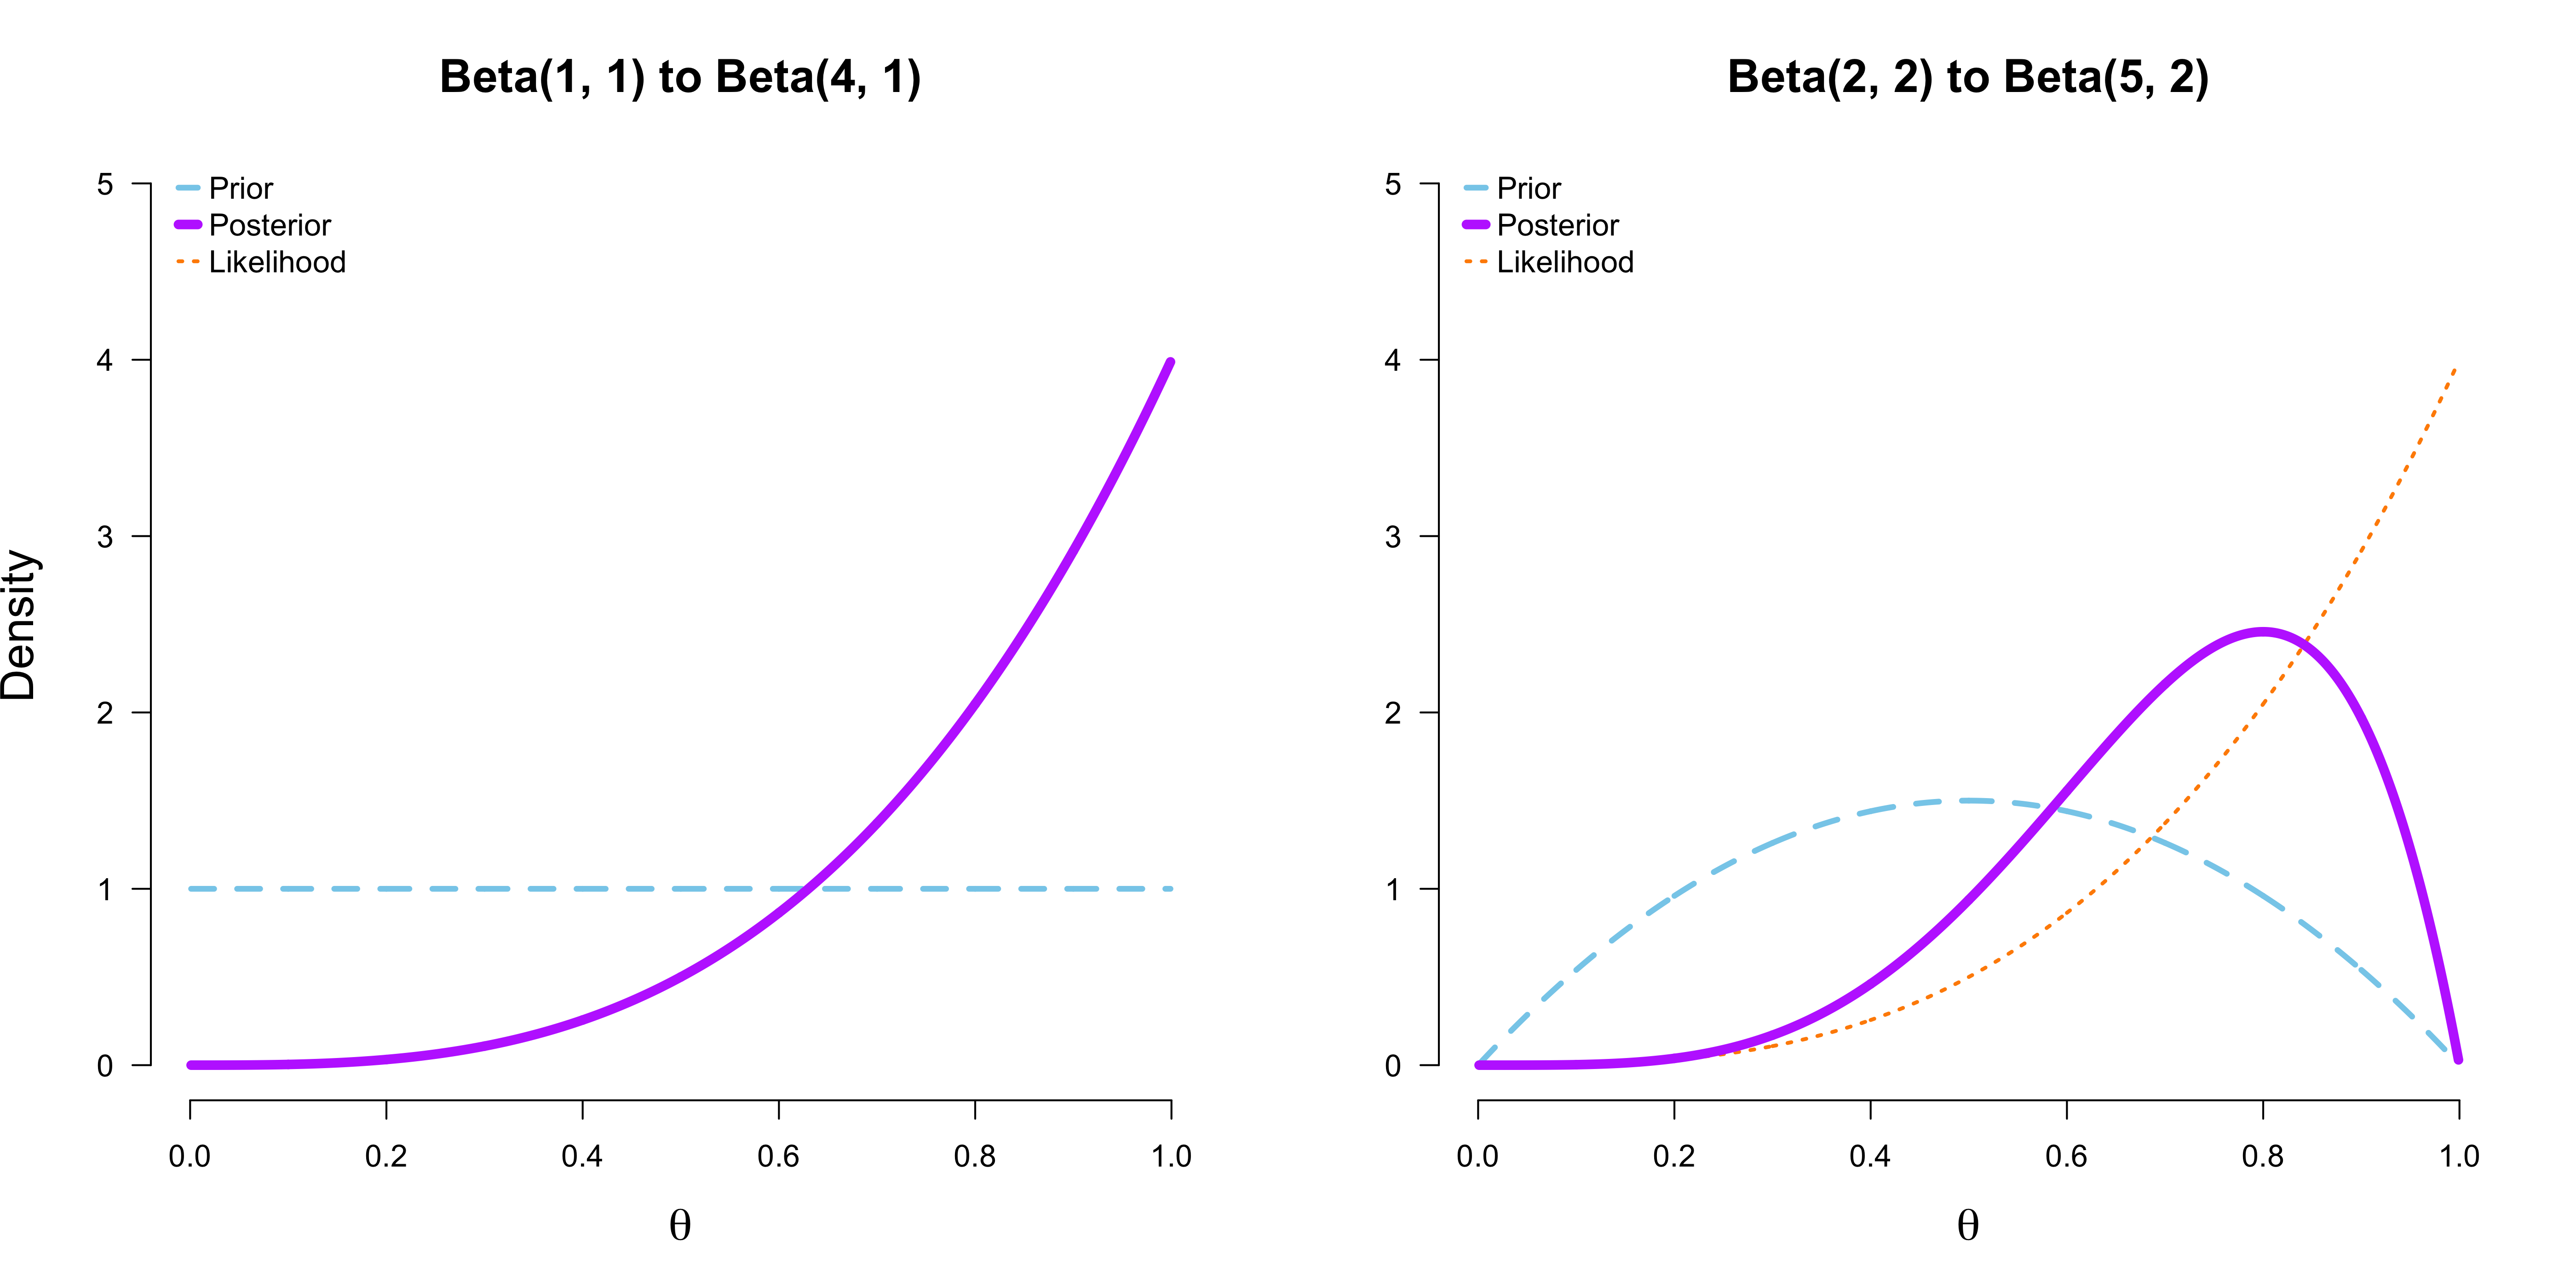 Beta(1, 1) to Beta(4, 1)
Prior
Posterior
Likelihood
5
4
3
2
1
0
Density
0.0 0.2 0.4 0.6 0.8 1.0
θ
Beta(2, 2) to Beta(5, 2)
Prior
Posterior
Likelihood
5
4
3
2
1
0
0.0 0.2 0.4 0.6 0.8 1.0
θ